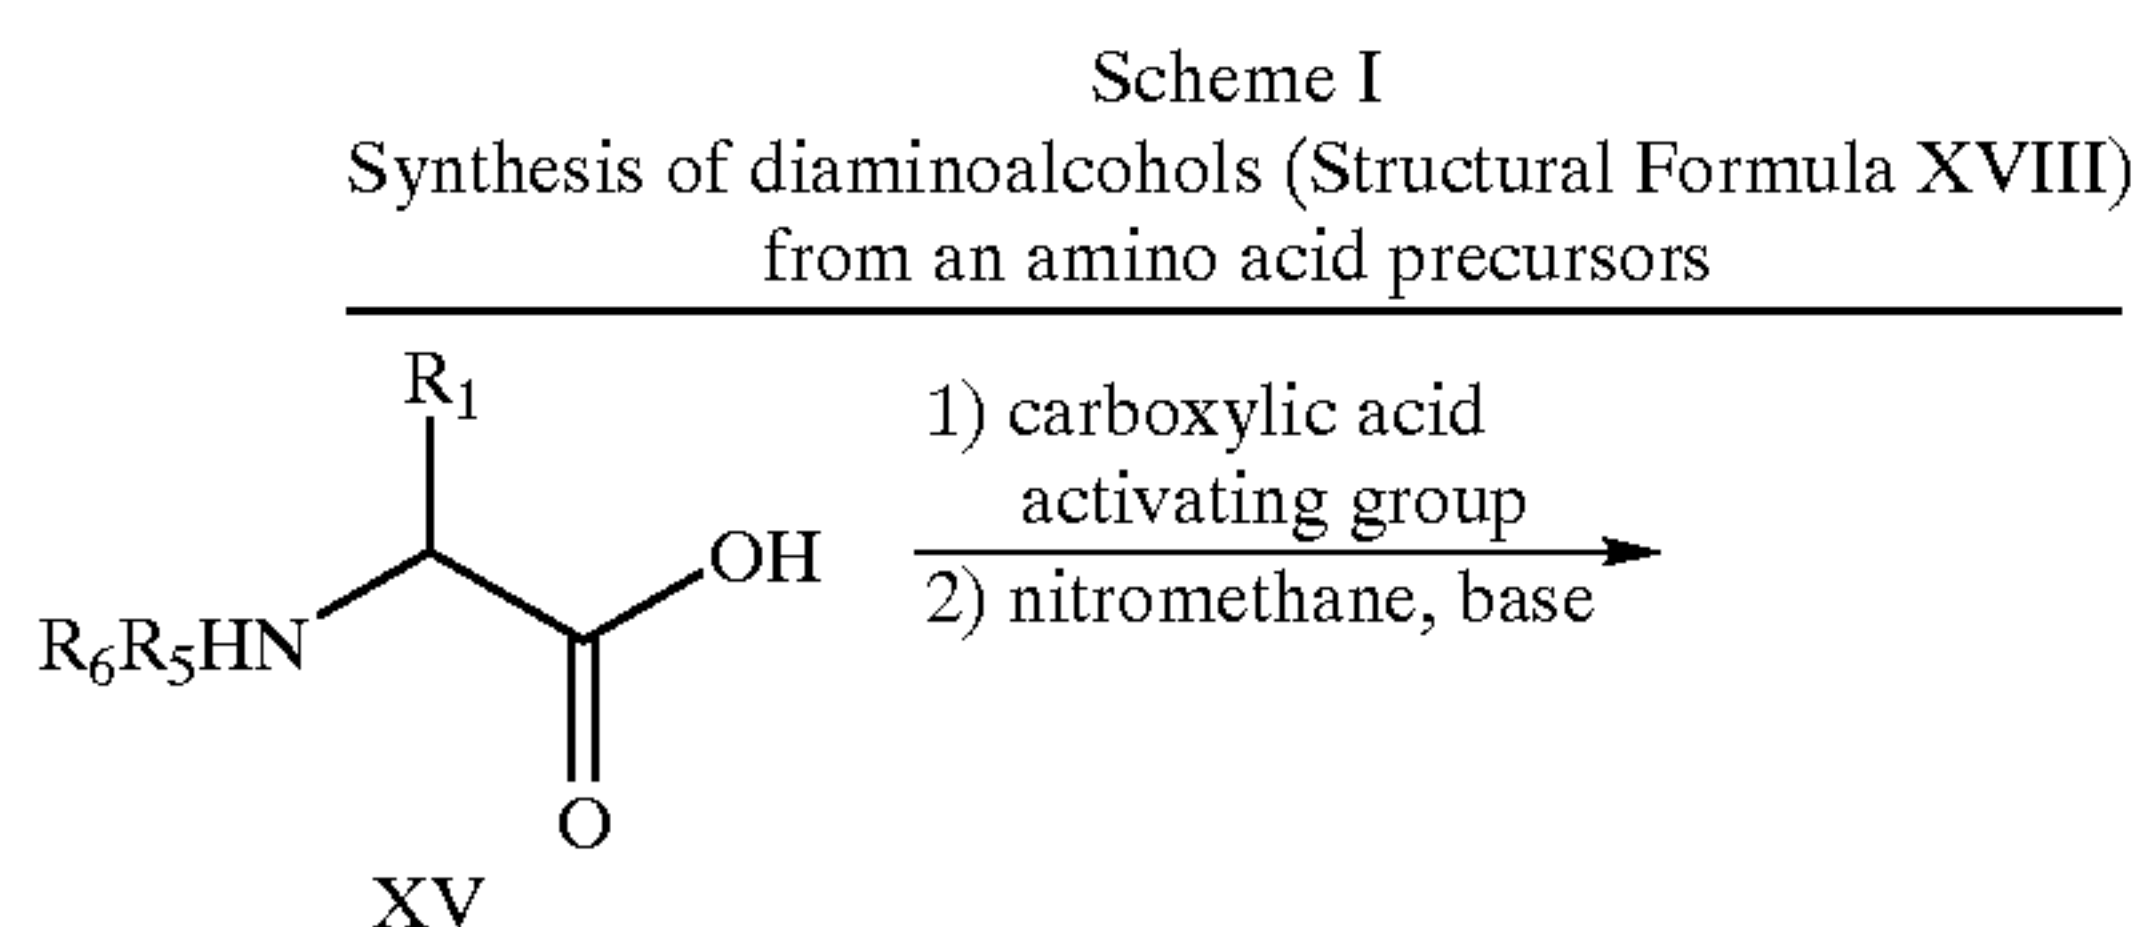 Scheme I
Synthesis of diaminoalcohols (Structural Formula XVIII)
from an amino acid precursors
R1
1) carboxylic acid
activating group
OH
2) nitromethane, base
R6R5HN
O
XV